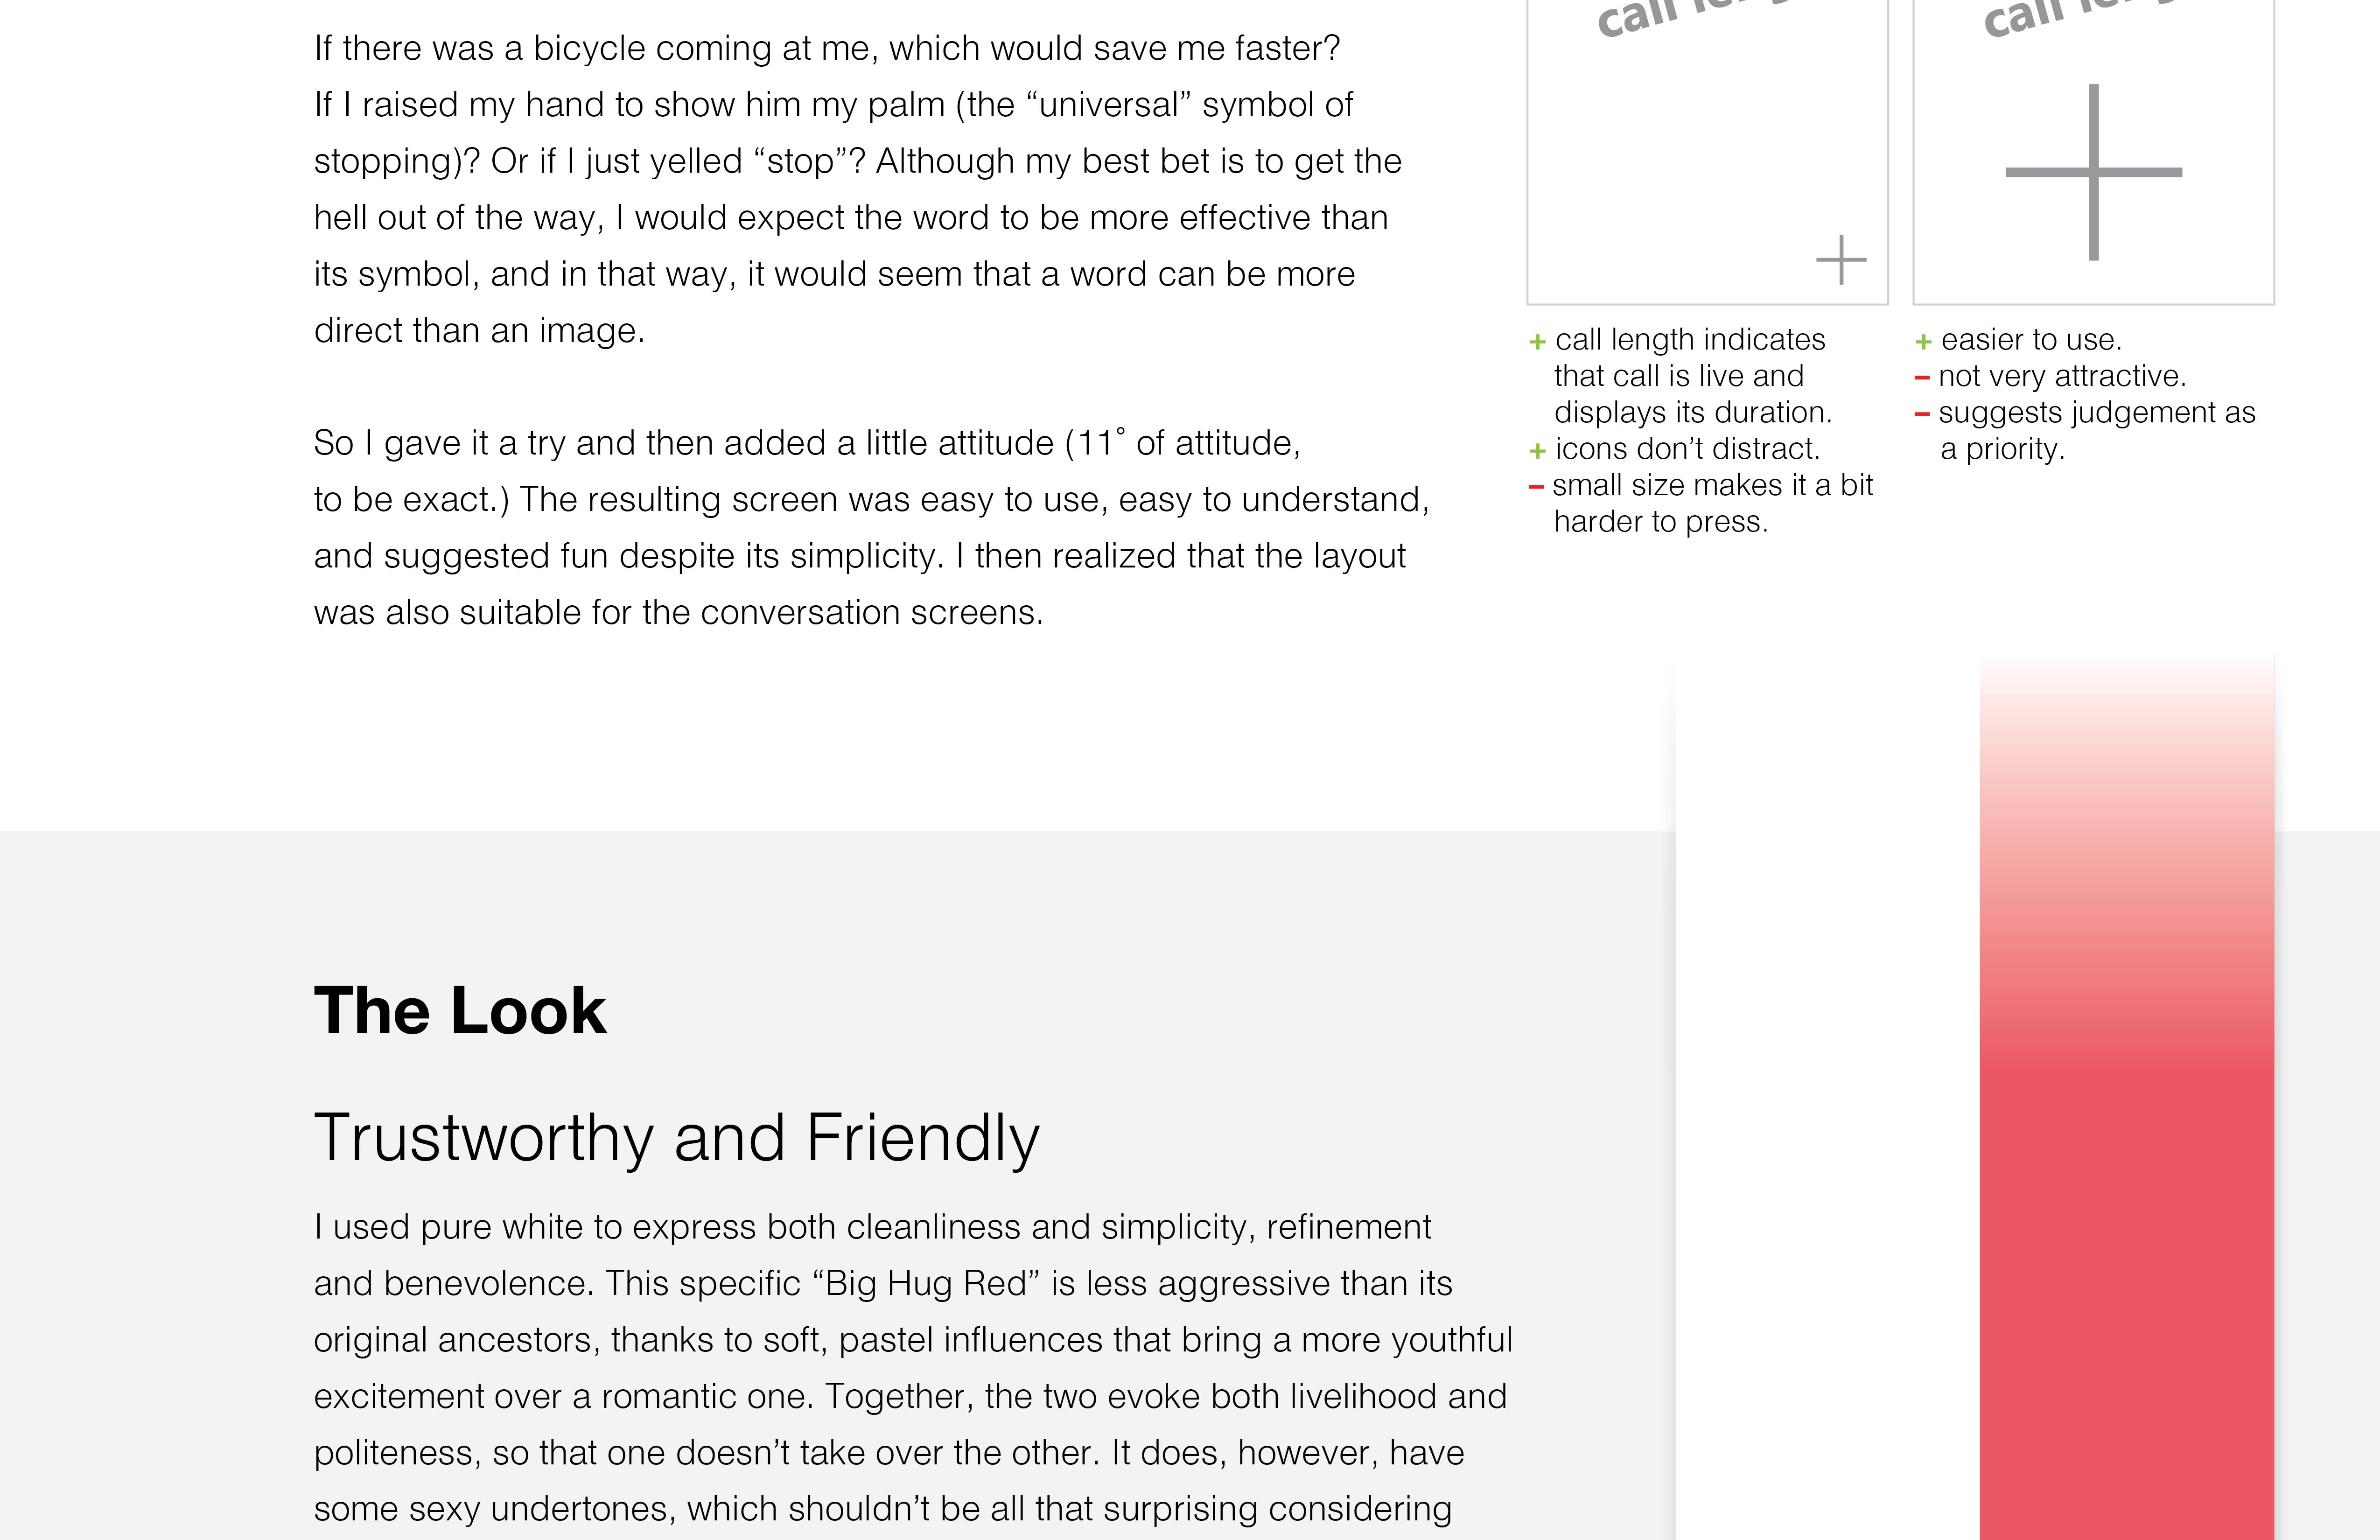 If there was a bicycle coming at me, which would save me faster?
If I raised my hand to show him my palm (the “universal” symbol of
stopping)? Or if I just yelled “stop”? Although my best bet is to get the
hell out of the way, I would expect the word to be more effective than
its symbol, and in that way, it would seem that a word can be more
direct than an image.
So I gave it a try and then added a little attitude (11˚ of attitude,
to be exact.) The resulting screen was easy to use, easy to understand,
and suggested fun despite its simplicity. I then realized that the layout
was also suitable for the conversation screens.
call
call
+ call length indicates
that call is live and
displays its duration.
+ icons don’t distract.
– small size makes it a bit
harder to press.
+ easier to use.
– not very attractive.
– suggests judgement as
a priority.
The Look
Trustworthy and Friendly
I used pure white to express both cleanliness and simplicity, refinement
and benevolence. This specific “Big Hug Red” is less aggressive than its
original ancestors, thanks to soft, pastel influences that bring a more youthful
excitement over a romantic one. Together, the two evoke both livelihood and
politeness, so that one doesn’t take over the other. It does, however, have
some sexy undertones, which shouldn’t be all that surprising considering